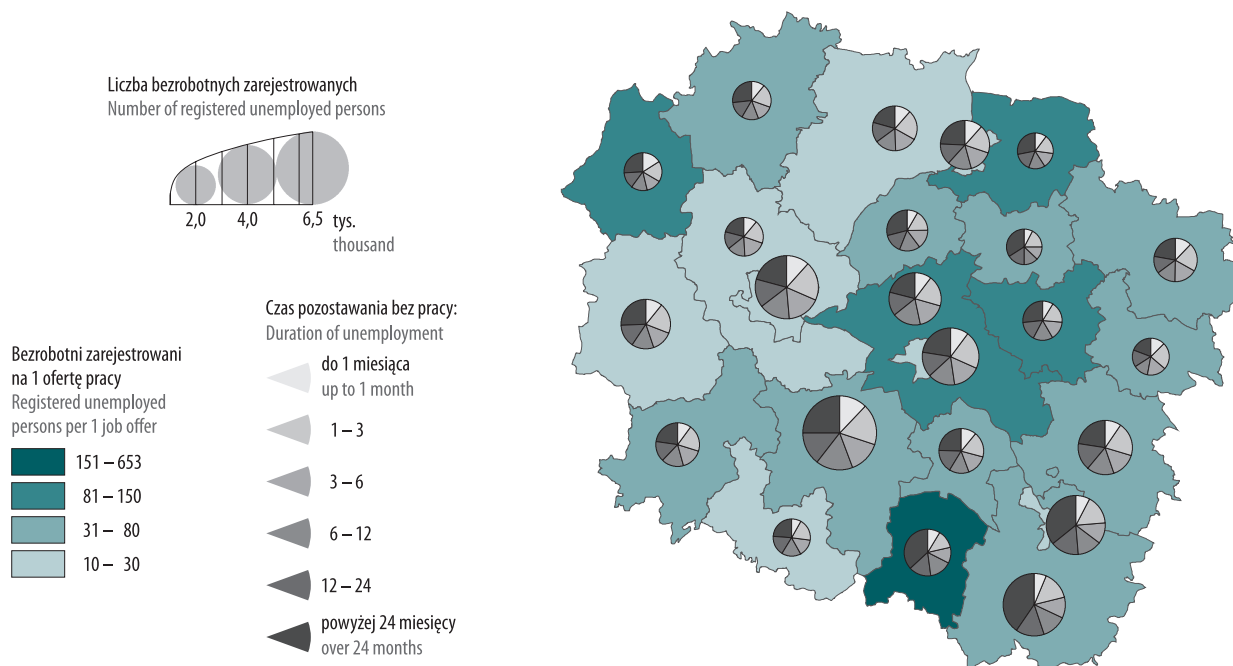 Liczba bezrobotnych zarejestrowanych
Number of registered unemployed persons
2,0 4,0 6,5 tys.
thousand
Czas pozostawania bez pracy:
Duration of unemployment
do 1 miesiąca
up to 1 month
1 – 3
3 – 6
6 – 12
12 – 24
powyżej 24 miesięcy
over 24 months
Bezrobotni zarejestrowani
na 1 ofertę pracy
Registered unemployed
persons per 1 job offer
151 – 653
81 – 150
31 – 80
10 – 30